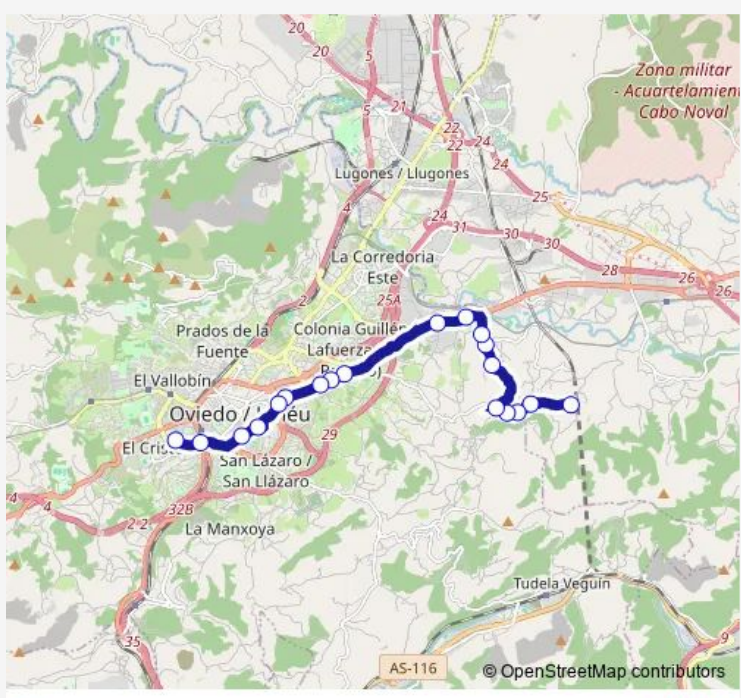 20
20
5
Zona militar
- Acuartelamien
Cabo Noval
5
21
22
22
24
24
Lugones / Llugones
25
4
24
31
30
30
La Corredoria
Este
28
26
26
25A
2
Prados de la
Fuente
Colonia Guillén
Lafuerza
El Vallobín
Oviedo /
El Crist
29
San Lázaro /
San Llázaro
4
4
32B
2
2
La Manxoya
Tudela Veguín
35
9
AS-116
© OpenStreetMap contributors